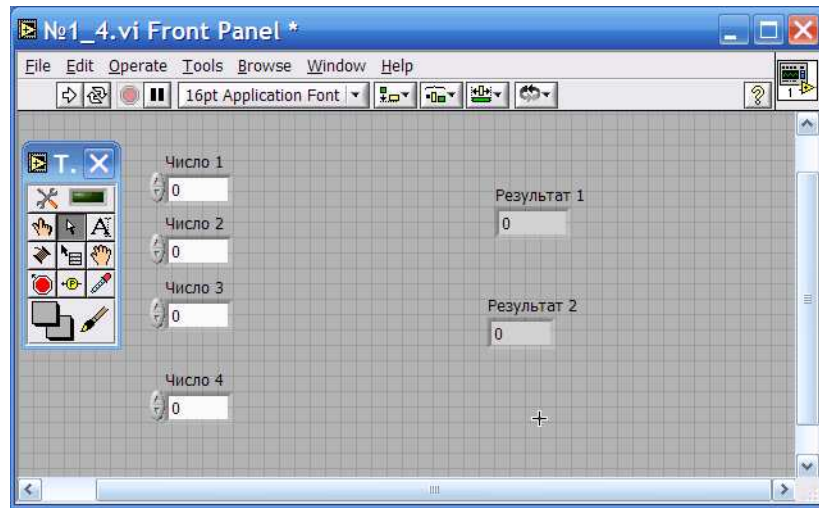 №1_4.vi Front Panel *
File Edit Operate Tools Browse Window Help
16pt Application Font
?
1
T.
Число 1
0
Результат 1
0
Число 2
0
Число 3
0
Результат 2
0
Число 4
0